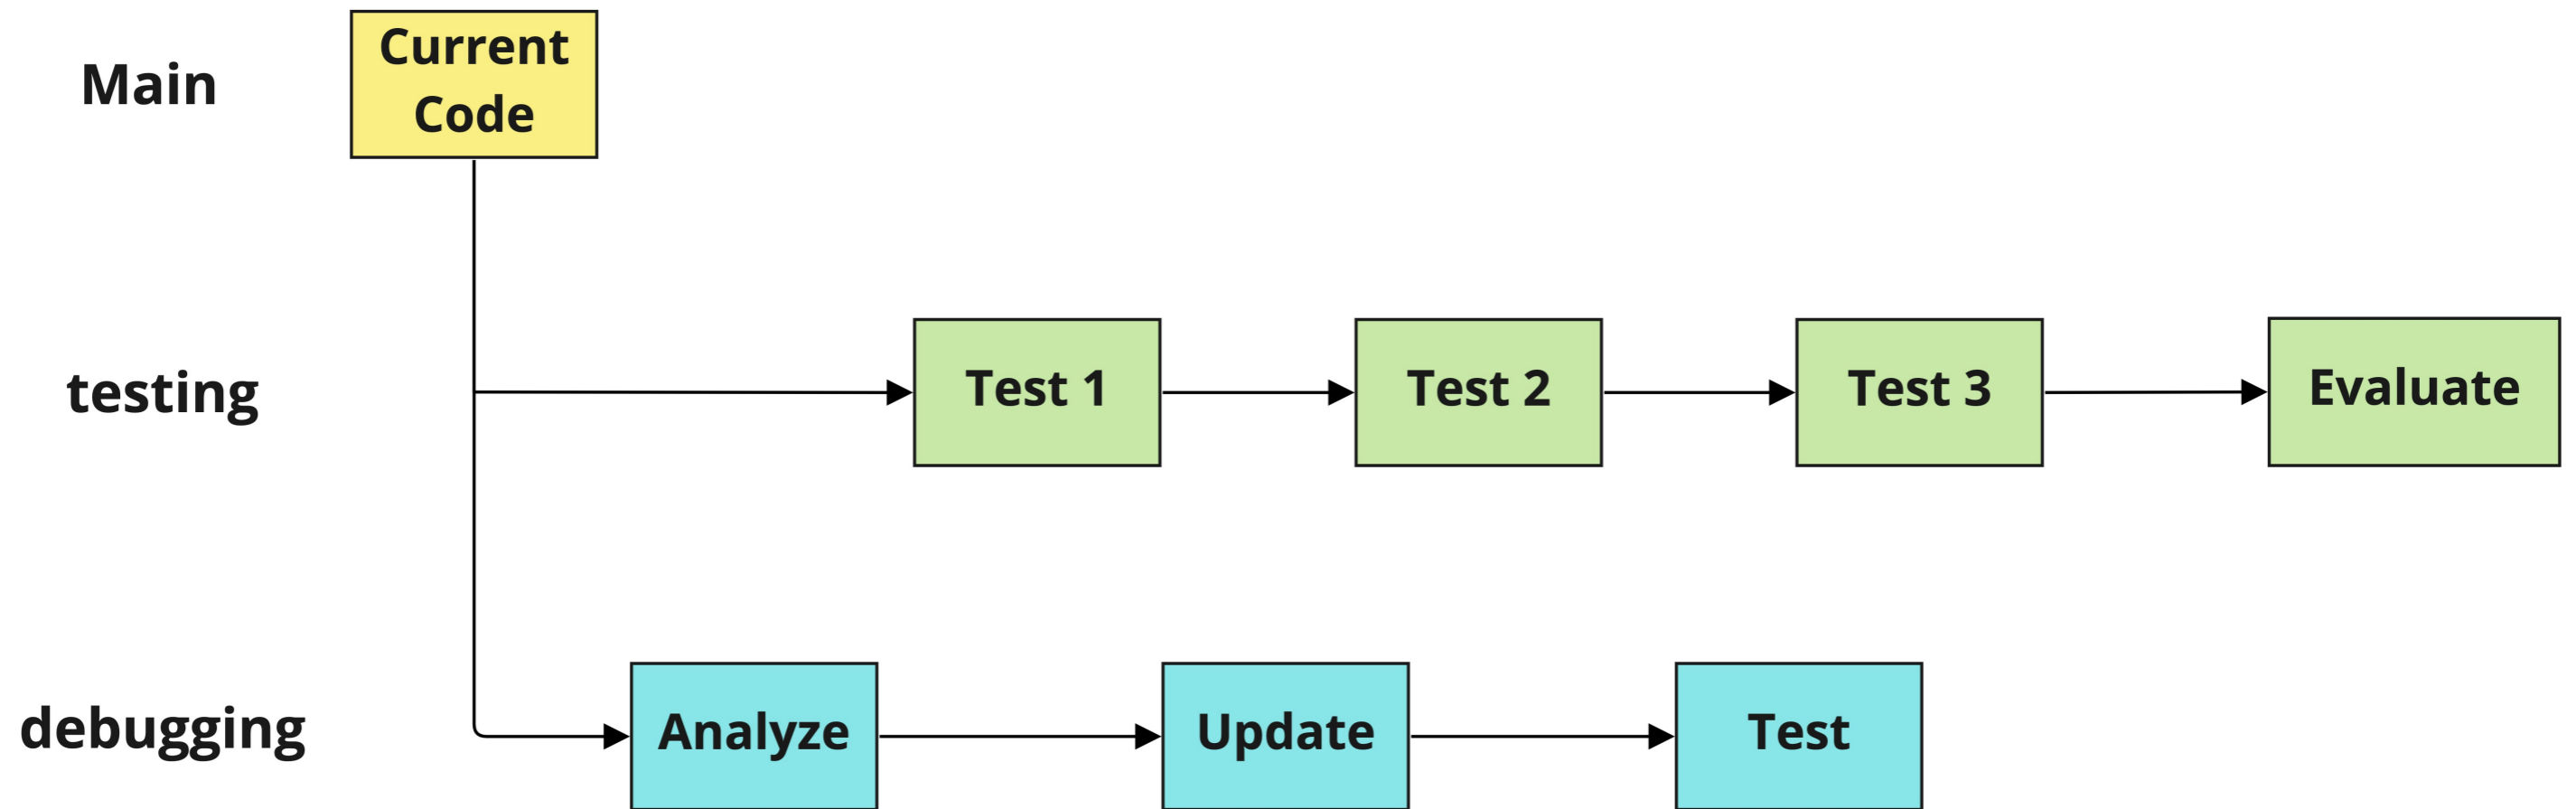 Main
Current
Code
testing
Test 1
Test 2
Test 3
Evaluate
debugging
Analyze
Update
Test